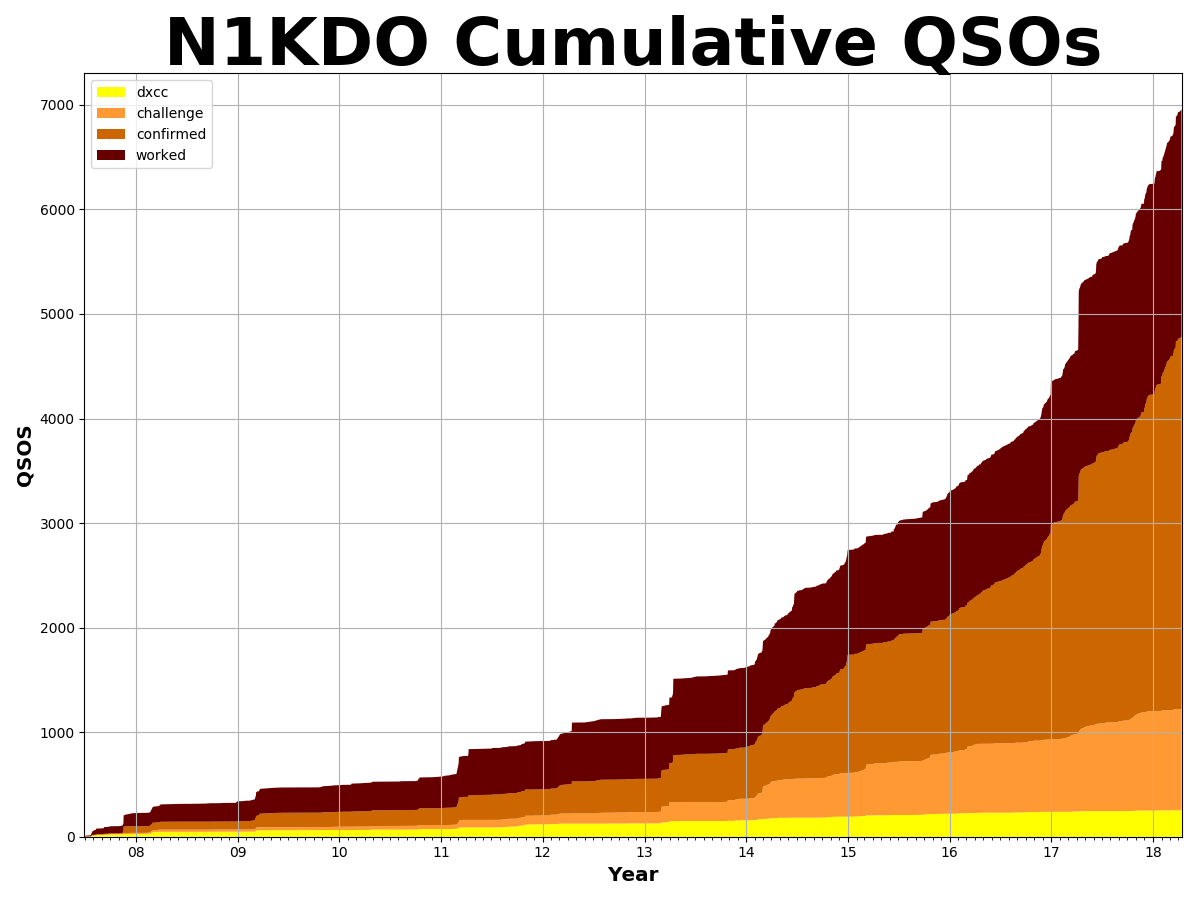 N1KDO Cumulative QSOs
dxcc
challenge
confirmed
worked
7000
6000
5000
4000
3000
2000
1000
0
QSOS
08 09 10 11 12 13 14 15 16 17 18
Year